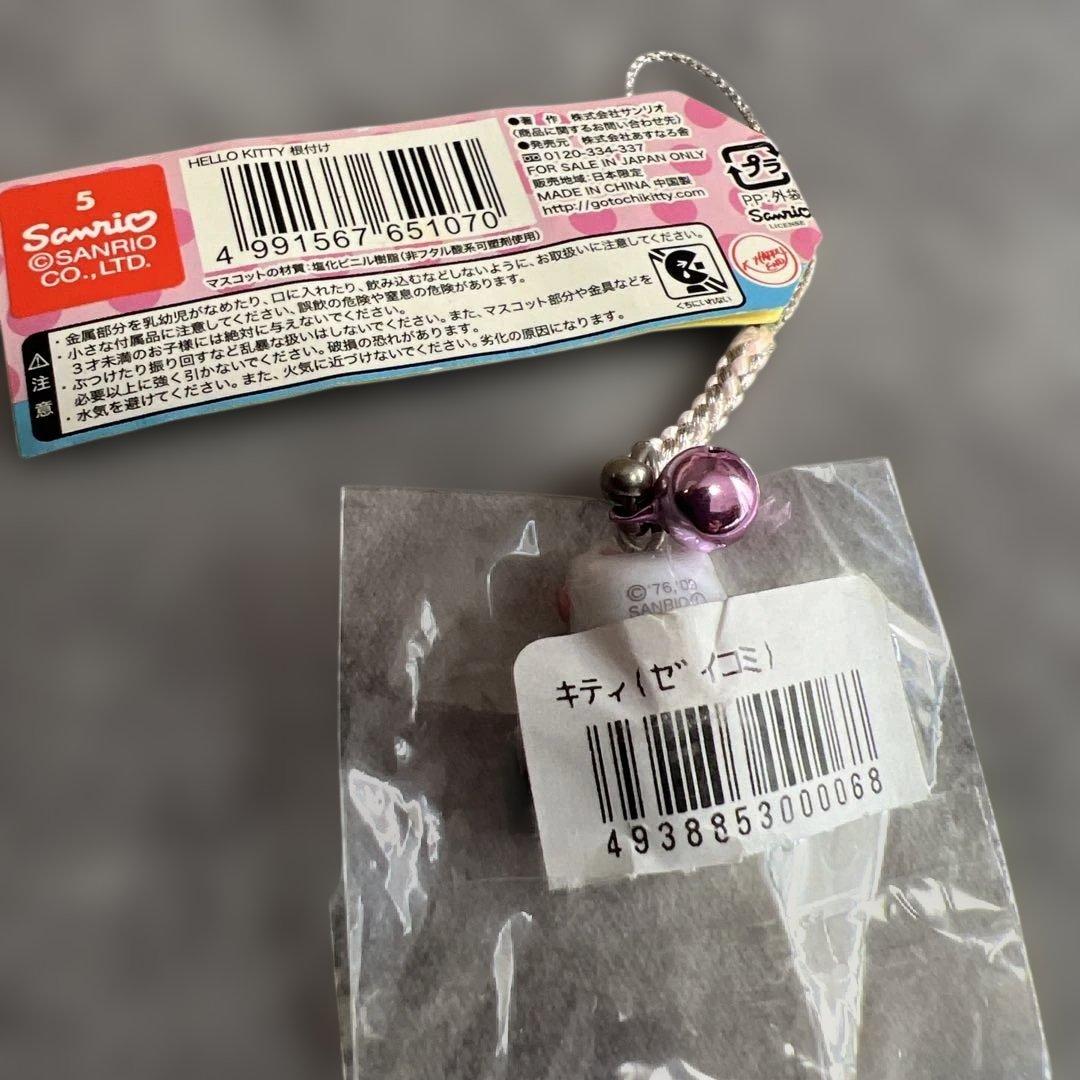 5
Sanrio
©SANRIO
CO.,LTD.
HELLO KITTY 根付け
4 991567 651070
マスコットの材質:塩化ビニル樹脂(非フタル酸系可塑剤使用)
●著 作 株式会社サンリオ
(商品に関するお問い合わせ先)
●発売元 株式会社あすなろ舎
0120-334-337
FOR SALE IN JAPAN ONLY
販売地域:日本限定
MADE IN CHINA 中国製
http://gotochikitty.com
プラ
PP:外袋
Sanrio
LICENSE
注意
・金属部分を乳幼児がなめたり、口に入れたり、飲み込むなどしないように、お取扱いに注意してください。
・小さな付属品に注意してください、誤飲の危険や窒息の危険があります。
3才未満のお子様には絶対に与えないでください。
・ぶつけたり振り回すなど乱暴な扱いはしないでください。また、マスコット部分や金具などを
必要以上に強く引かないでください。破損の恐れがあります。
・水気を避けてください。また、火気に近づけないでください。劣化の原因になります。
くちにいれない
©'76,'09
SANRIO
キティ(ゼイコミ)
4938853000068